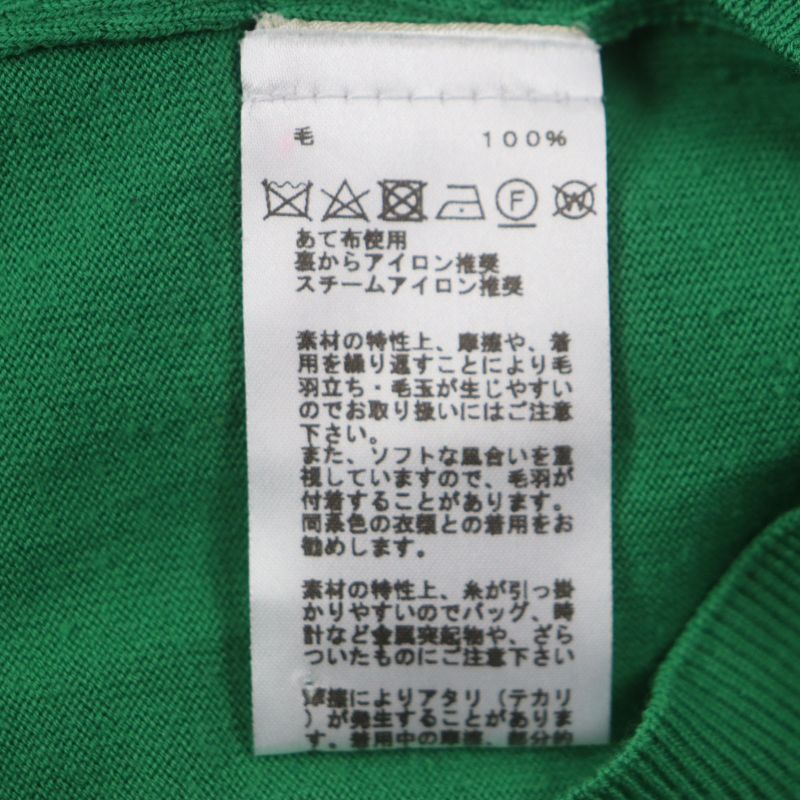 毛 100%
F W
あて布使用
裏からアイロン推奨
スチームアイロン推奨
素材の特性上、摩擦や、着
用を繰り返すことにより毛
羽立ち・毛玉が生じやすい
のでお取り扱いにはご注意
下さい。
また、ソフトな風合いを重
視していますので、毛羽が
付着することがあります。
同系色の衣類との着用をお
勧めします。
素材の特性上、糸が引っ掛
かりやすいのでバッグ、時
計など金属突起物や、ざら
ついたものにご注意下さい
摩擦によりアタリ（テカリ
）が発生することがありま
す。着用中の摩擦、部分的